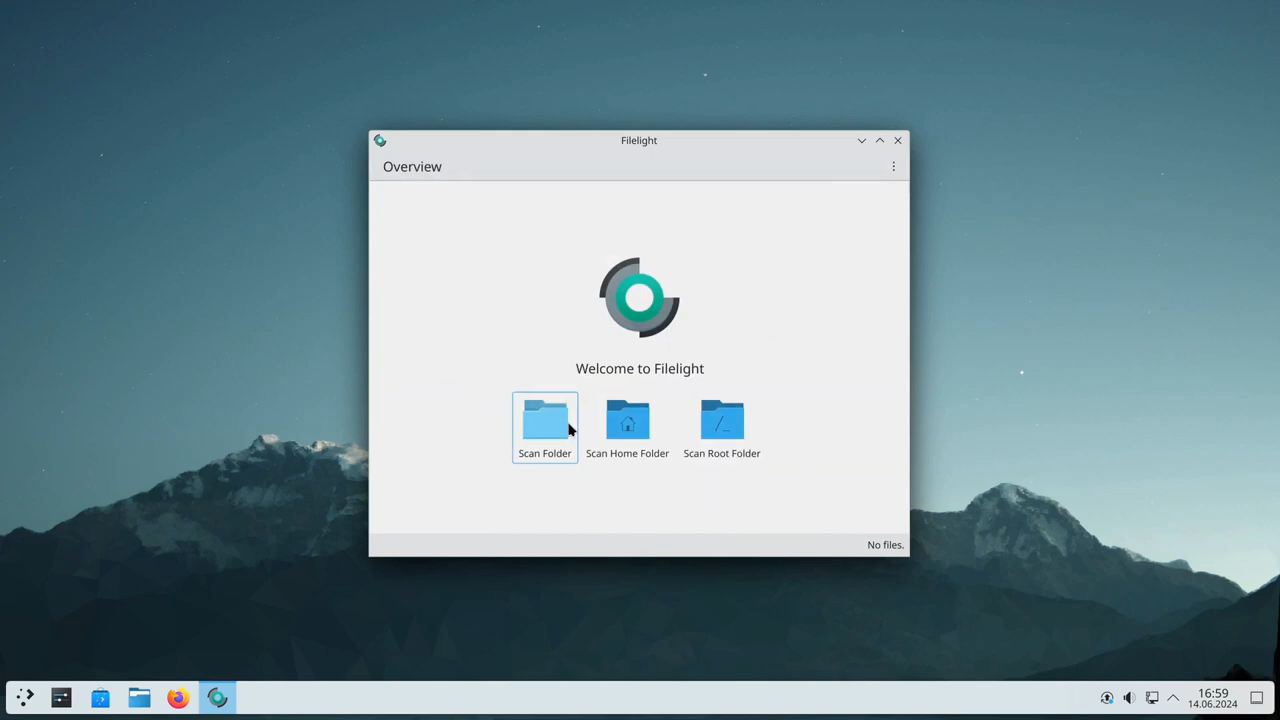 Filelight
Overview
Welcome to Filelight
Scan Folder
Scan Home Folder
Scan Root Folder
No files.
16:59
14.06.2024